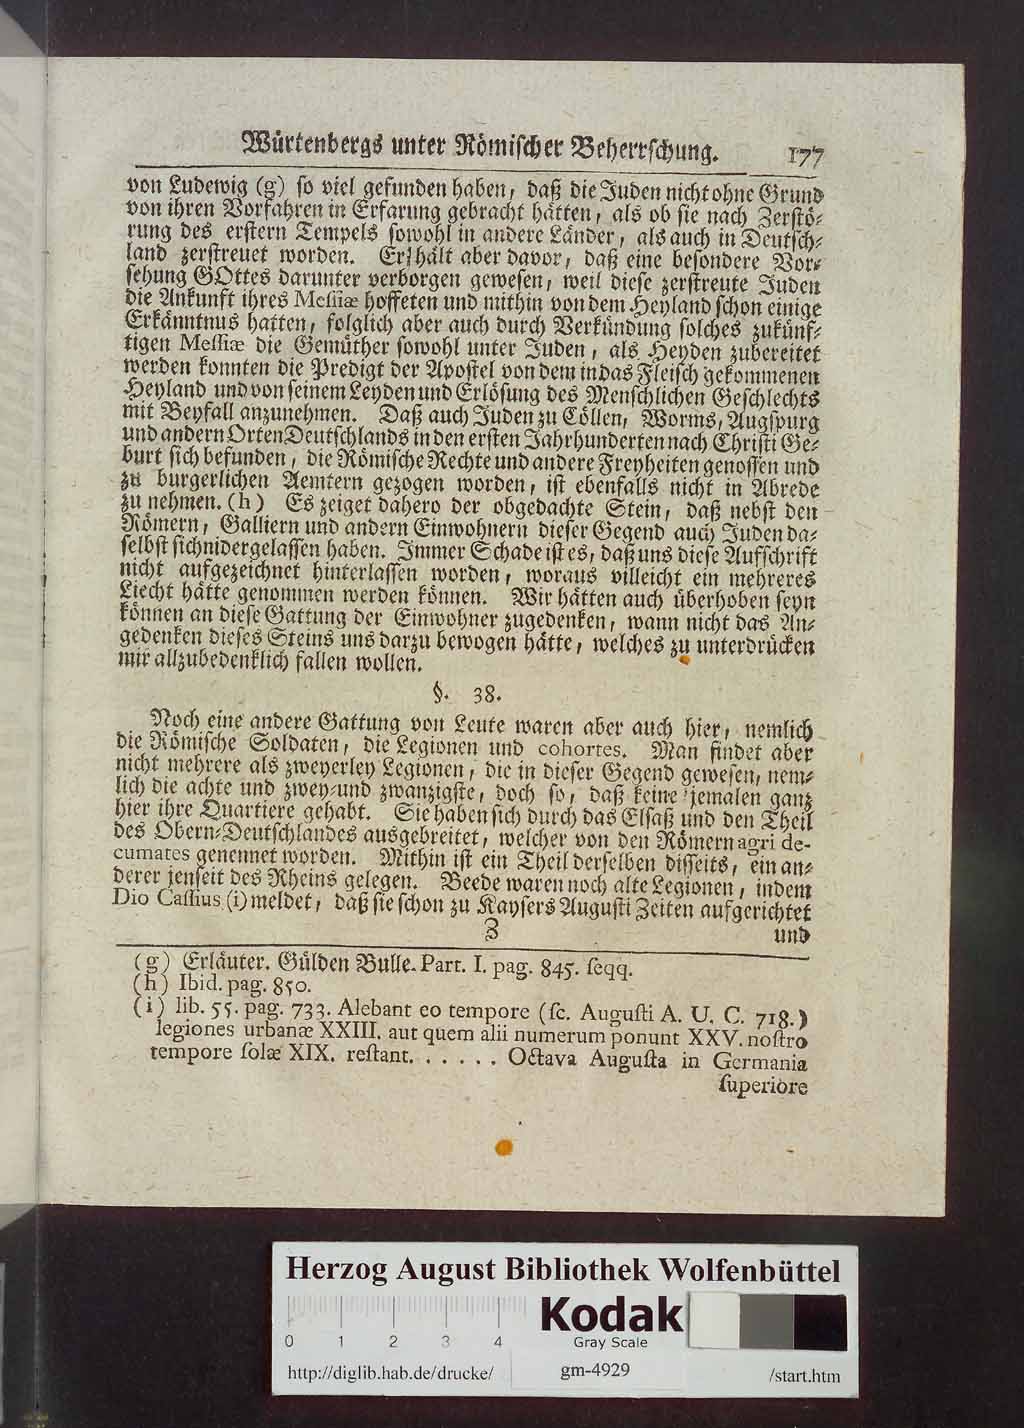 Würtenbergs unter Römischer Beherrschung. 177
von Ludewig (g) so viel gefunden haben, daß die Juden nicht ohne Grund
von ihren Vorfahren in Erfarung gebracht hätten, als ob sie nach Zerstö-
rung des erstern Tempels sowohl in andere Länder, als auch in Deutsch-
land zerstreuet worden. Er hält aber davor, daß eine besondere Vor-
sehung GOttes darunter verborgen gewesen, weil diese zerstreute Juden
die Ankunft ihres Messiæ hoffeten und mithin von dem Heyland schon einige
Erkänntnus hatten, folglich aber auch durch Verkündung solches zukünf-
tigen Messiæ die Gemüther sowohl unter Juden, als Heyden zubereitet
werden konnten die Predigt der Apostel von dem in das Fleisch gekommenen
Heyland und von seinem Leyden und Erlösung des Menschlichen Geschlechts
mit Beyfall anzunehmen. Daß auch Juden zu Cöllen, Worms, Augspurg
und andern Orten Deutschlands in den ersten Jahrhunderten nach Christi Ge-
burt sich befunden, die Römische Rechte und andere Freyheiten genossen und
zu burgerlichen Aemtern gezogen worden, ist ebenfalls nicht in Abrede
zu nehmen. (h) Es zeiget dahero der obgedachte Stein, daß nebst den
Römern, Galliern und andern Einwohnern dieser Gegend auch Juden da-
selbst sich nidergelassen haben. Immer Schade ist es, daß uns diese Aufschrift
nicht aufgezeichnet hinterlassen worden, woraus villeicht ein mehreres
Liecht hätte genommen werden können. Wir hätten auch überhoben seyn
können an diese Gattung der Einwohner zugedenken, wann nicht das An-
gedenken dieses Steins uns darzu bewogen hätte, welches zu unterdrücken
mir allzubedenklich fallen wollen.
§. 38.
Noch eine andere Gattung von Leute waren aber auch hier, nemlich
die Römische Soldaten, die Legionen und cohortes. Man findet aber
nicht mehrere als zweyerley Legionen, die in dieser Gegend gewesen, nem-
lich die achte und zwey-und zwanzigste, doch so, daß keine jemalen ganz
hier ihre Quartiere gehabt. Sie haben sich durch das Elsaß und den Theil
des Obern-Deutschlandes ausgebreitet, welcher von den Römern agri de-
cumates genennet worden. Mithin ist ein Theil derselben disseits, ein an-
derer jenseit des Rheins gelegen. Beede waren noch alte Legionen, indem
Dio Cassius (i) meldet, daß sie schon zu Kaysers Augusti Zeiten aufgerichtet
Z und
(g) Erläuter. Gülden Bulle. Part. I. pag. 845. seqq.
(h) Ibid. pag. 850.
(i) lib. 55. pag. 733. Alebant eo tempore (sc. Augusti A. U. C. 718.)
legiones urbanæ XXIII. aut quem alii numerum ponunt XXV. nostro
tempore solæ XIX. restant. . . . . . Octava Augusta in Germania
superiore
Herzog August Bibliothek Wolfenbüttel
0 1 2 3 4
Kodak
Gray Scale
http://diglib.hab.de/drucke/ gm-4929 /start.htm